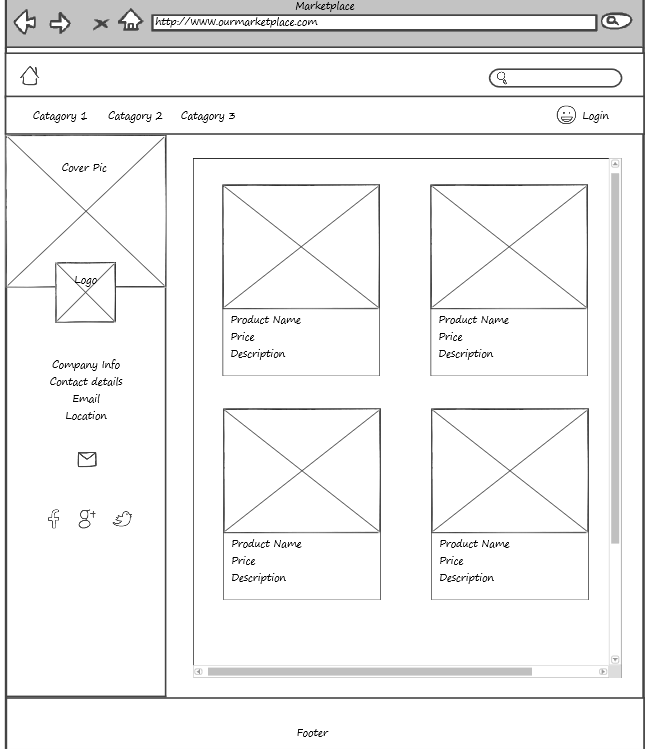 Marketplace
http://www.ourmarketplace.com
Catagory 1
Catagory 2
Catagory 3
Login
Cover Pic
Logo
Company Info
Contact details
Email
Location
g+
Product Name
Price
Description
Product Name
Price
Description
Product Name
Price
Description
Product Name
Price
Description
Footer